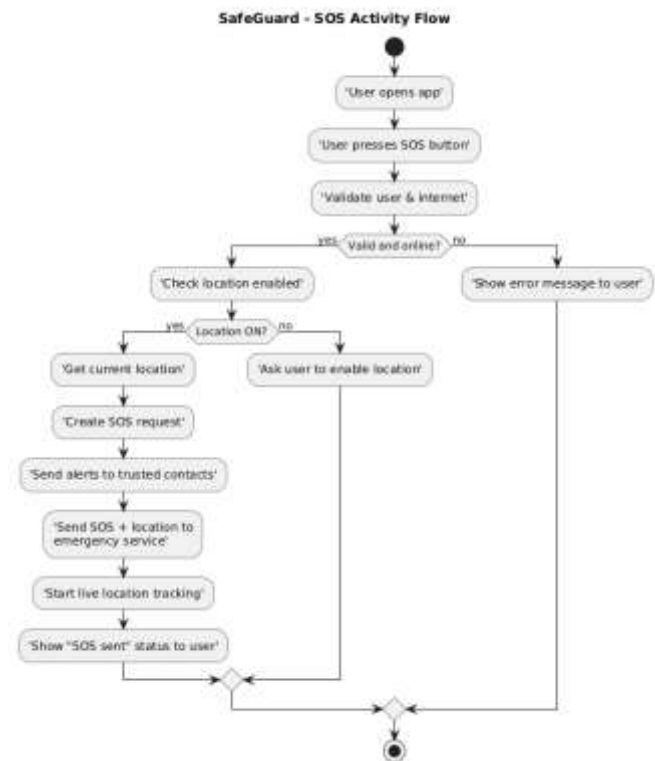 SafeGuard - SOS Activity Flow
'User opens app'
'User presses SOS button'
'Validate user & internet'
yes
Valid and online?
no
'Check location enabled'
'Show error message to user'
yes
Location ON?
no
'Get current location'
'Ask user to enable location'
'Create SOS request'
'Send alerts to trusted contacts'
'Send SOS + location to
emergency service'
'Start live location tracking'
'Show "SOS sent" status to user'